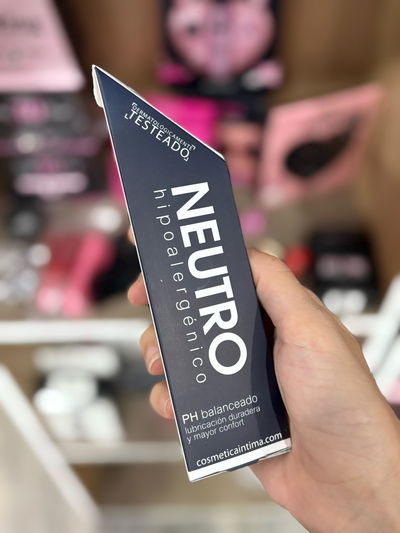 DERMATOLÓGICAMENTE
TESTEADO
NEUTRO
hipoalergénico
PH balanceado
lubricación duradera
y mayor confort
cosmeticaintima.com